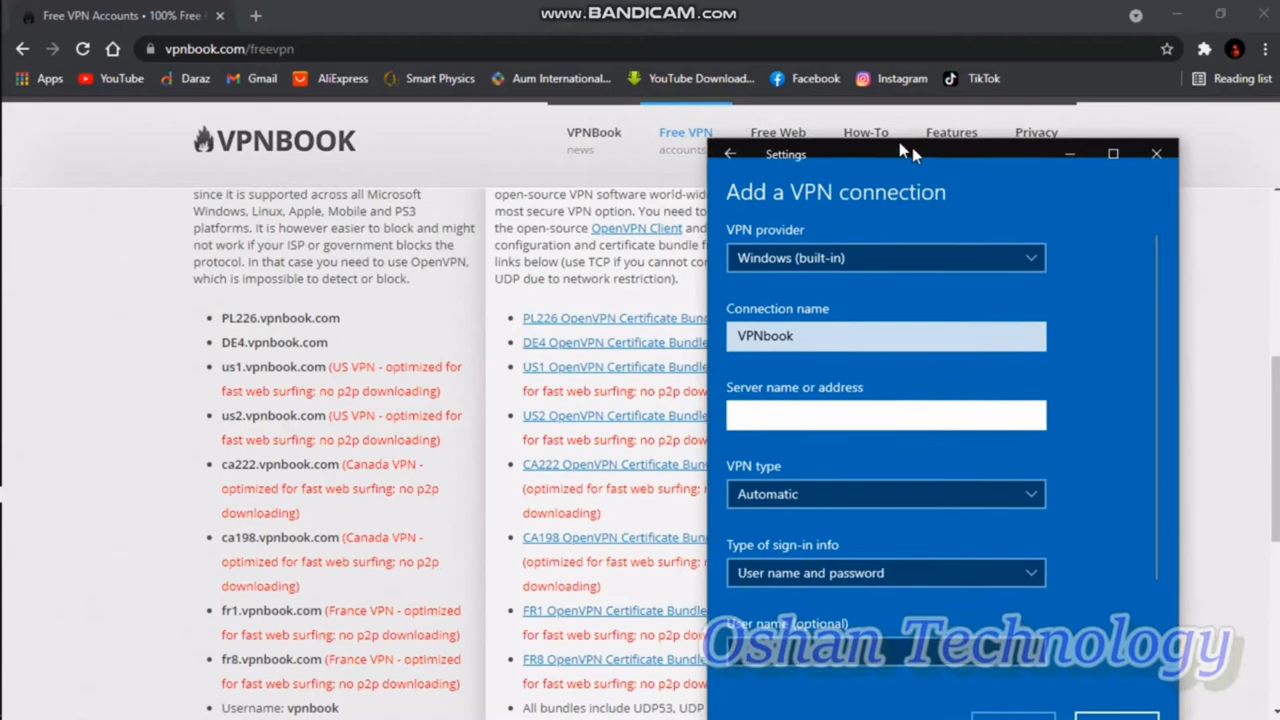 www.BANDICAM.com
Free VPN Accounts • 100% Free
vpnbook.com/freevpn
Apps YouTube Daraz Gmail AliExpress Smart Physics Aum International... YouTube Download... Facebook Instagram TikTok Reading list
VPNBOOK
VPNBook
news
Free VPN
accounts
Free Web
How-To
Features
Privacy
since it is supported across all Microsoft
Windows, Linux, Apple, Mobile and PS3
platforms. It is however easier to block and might
not work if your ISP or government blocks the
protocol. In that case you need to use OpenVPN,
which is impossible to detect or block.
PL226.vpnbook.com
DE4.vpnbook.com
us1.vpnbook.com (US VPN - optimized
for fast web surfing; no p2p downloading)
us2.vpnbook.com (US VPN - optimized
for fast web surfing; no p2p downloading)
ca222.vpnbook.com (Canada VPN -
optimized for fast web surfing; no p2p
downloading)
ca198.vpnbook.com (Canada VPN -
optimized for fast web surfing; no p2p
downloading)
fr1.vpnbook.com (France VPN - optimized
for fast web surfing; no p2p downloading)
fr8.vpnbook.com (France VPN - optimized
for fast web surfing; no p2p downloading)
Username: vpnbook
open-source VPN software world-wid
most secure VPN option. You need to
the open-source OpenVPN Client and
configuration and certificate bundle f
links below (use TCP if you cannot co
UDP due to network restriction).
PL226 OpenVPN Certificate Bund
DE4 OpenVPN Certificate Bundle
US1 OpenVPN Certificate Bundle
for fast web surfing; no p2p dow
US2 OpenVPN Certificate Bundle
for fast web surfing; no p2p dow
CA222 OpenVPN Certificate Bund
(optimized for fast web surfing;
downloading)
CA198 OpenVPN Certificate Bund
(optimized for fast web surfing;
downloading)
FR1 OpenVPN Certificate Bundle
for fast web surfing; no p2p dow
FR8 OpenVPN Certificate Bundle
for fast web surfing; no p2p dow
All bundles include UDP53, UDP
Settings
Add a VPN connection
VPN provider
Windows (built-in)
Connection name
VPNbook
Server name or address
VPN type
Automatic
Type of sign-in info
User name and password
User name (optional)
Oshan Technology